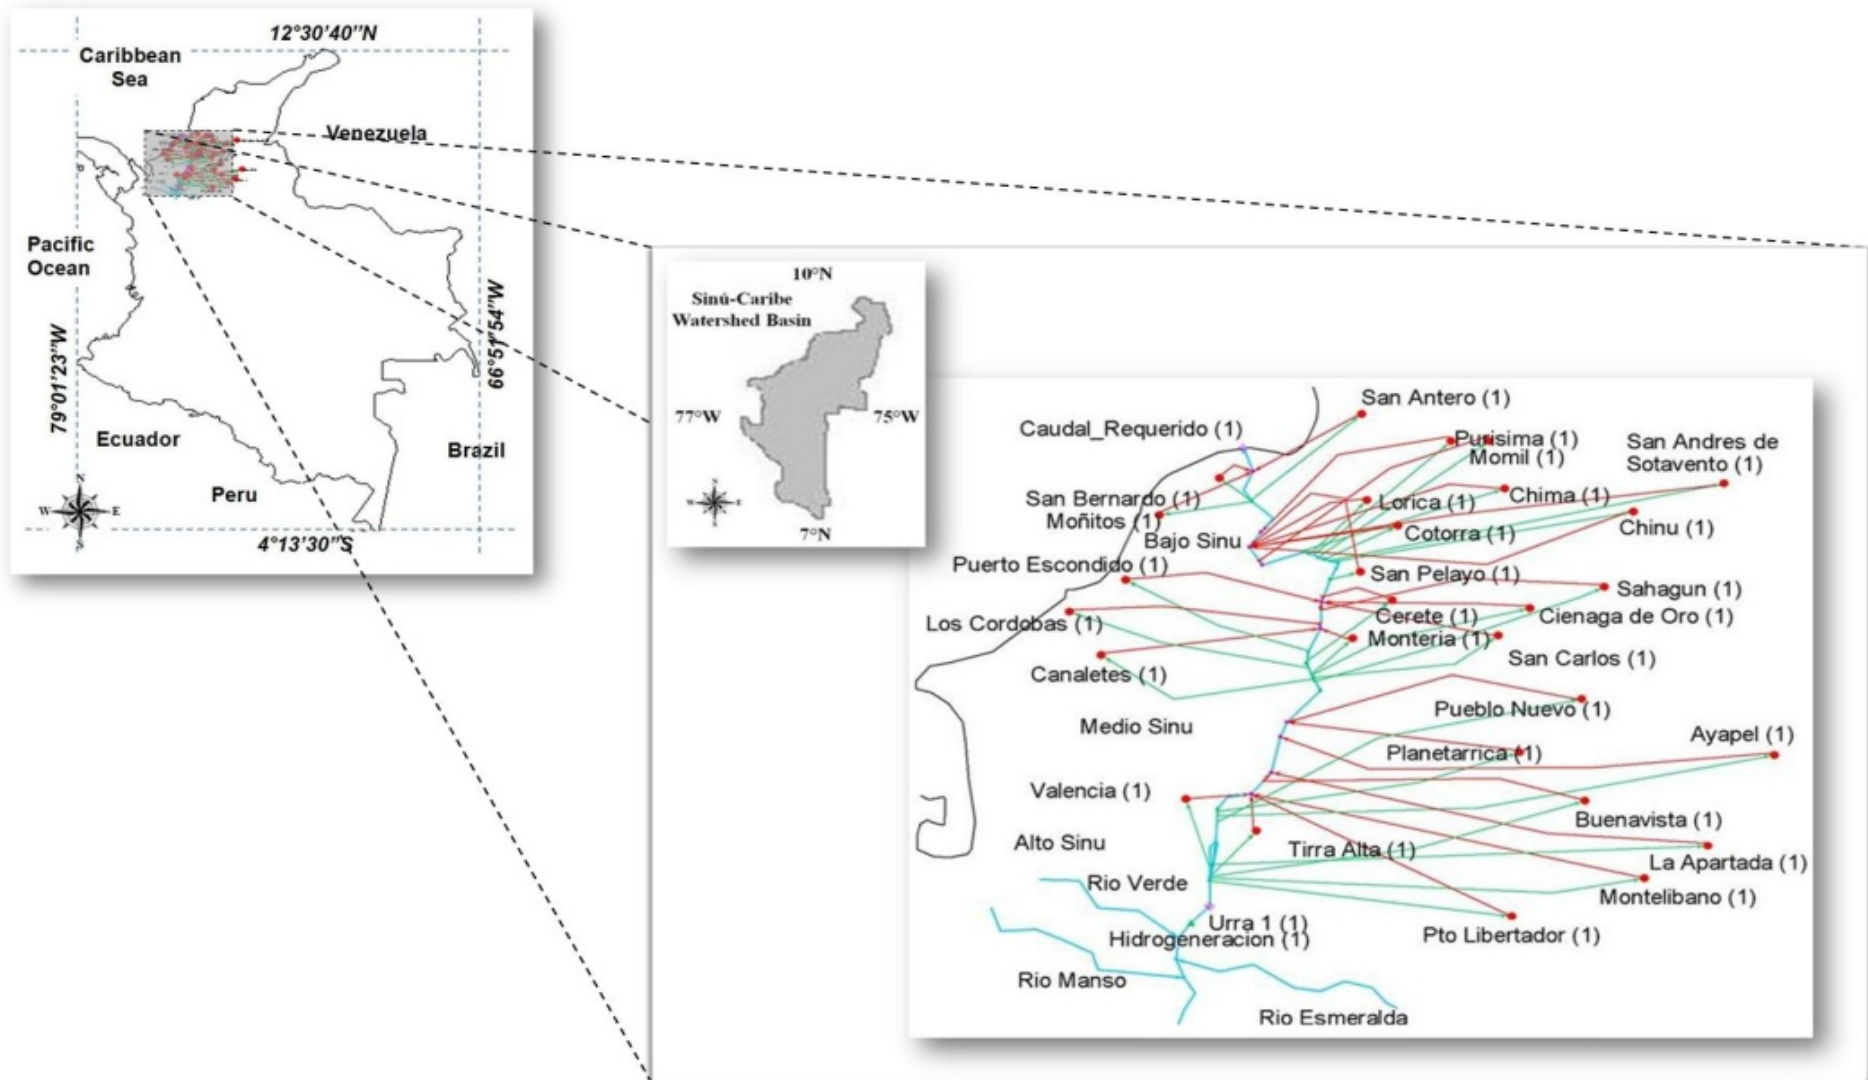 12°30'40"N
Caribbean
Sea
Venezuela
Pacific
Ocean
79°01'23"W
66°51'54"W
Ecuador
Brazil
Peru
N
W
E
S
4°13'30"S
10°N
Sinú-Caribe
Watershed Basin
77°W
75°W
N
W
E
S
7°N
San Antero (1)
Caudal_Requerido (1)
Purisima (1)
Momil (1)
San Andres de
Sotavento (1)
San Bernardo (1)
Moñitos (1)
Lorica (1)
Chima (1)
Chinu (1)
Cotorra (1)
Bajo Sinu
Puerto Escondido (1)
San Pelayo (1)
Sahagun (1)
Los Cordobas (1)
Cerete (1)
Cienaga de Oro (1)
Monteria (1)
San Carlos (1)
Canaletes (1)
Pueblo Nuevo (1)
Medio Sinu
Ayapel (1)
Planetarrica (1)
Valencia (1)
Buenavista (1)
Alto Sinu
Tirra Alta (1)
La Apartada (1)
Rio Verde
Montelibano (1)
Urra 1 (1)
Hidrogeneracion (1)
Pto Libertador (1)
Rio Manso
Rio Esmeralda